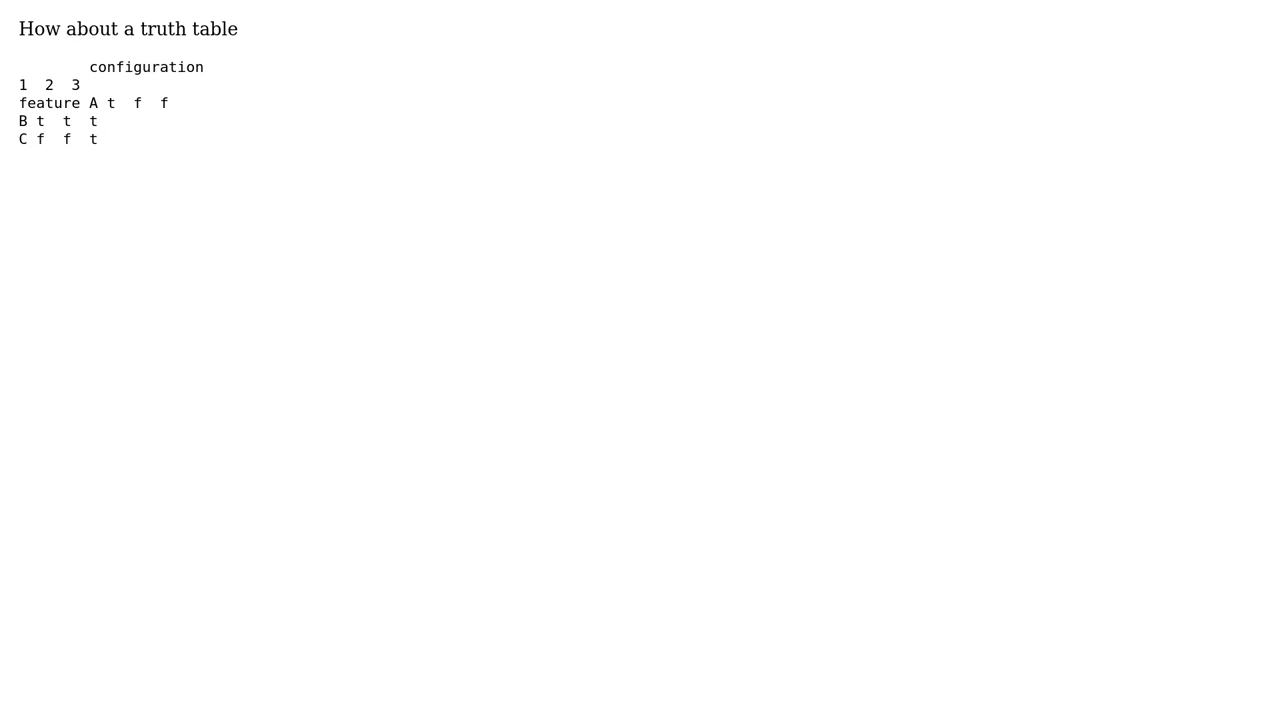 How about a truth table
configuration
1  2  3
feature A t  f  f
B t  t  t
C f  f  t